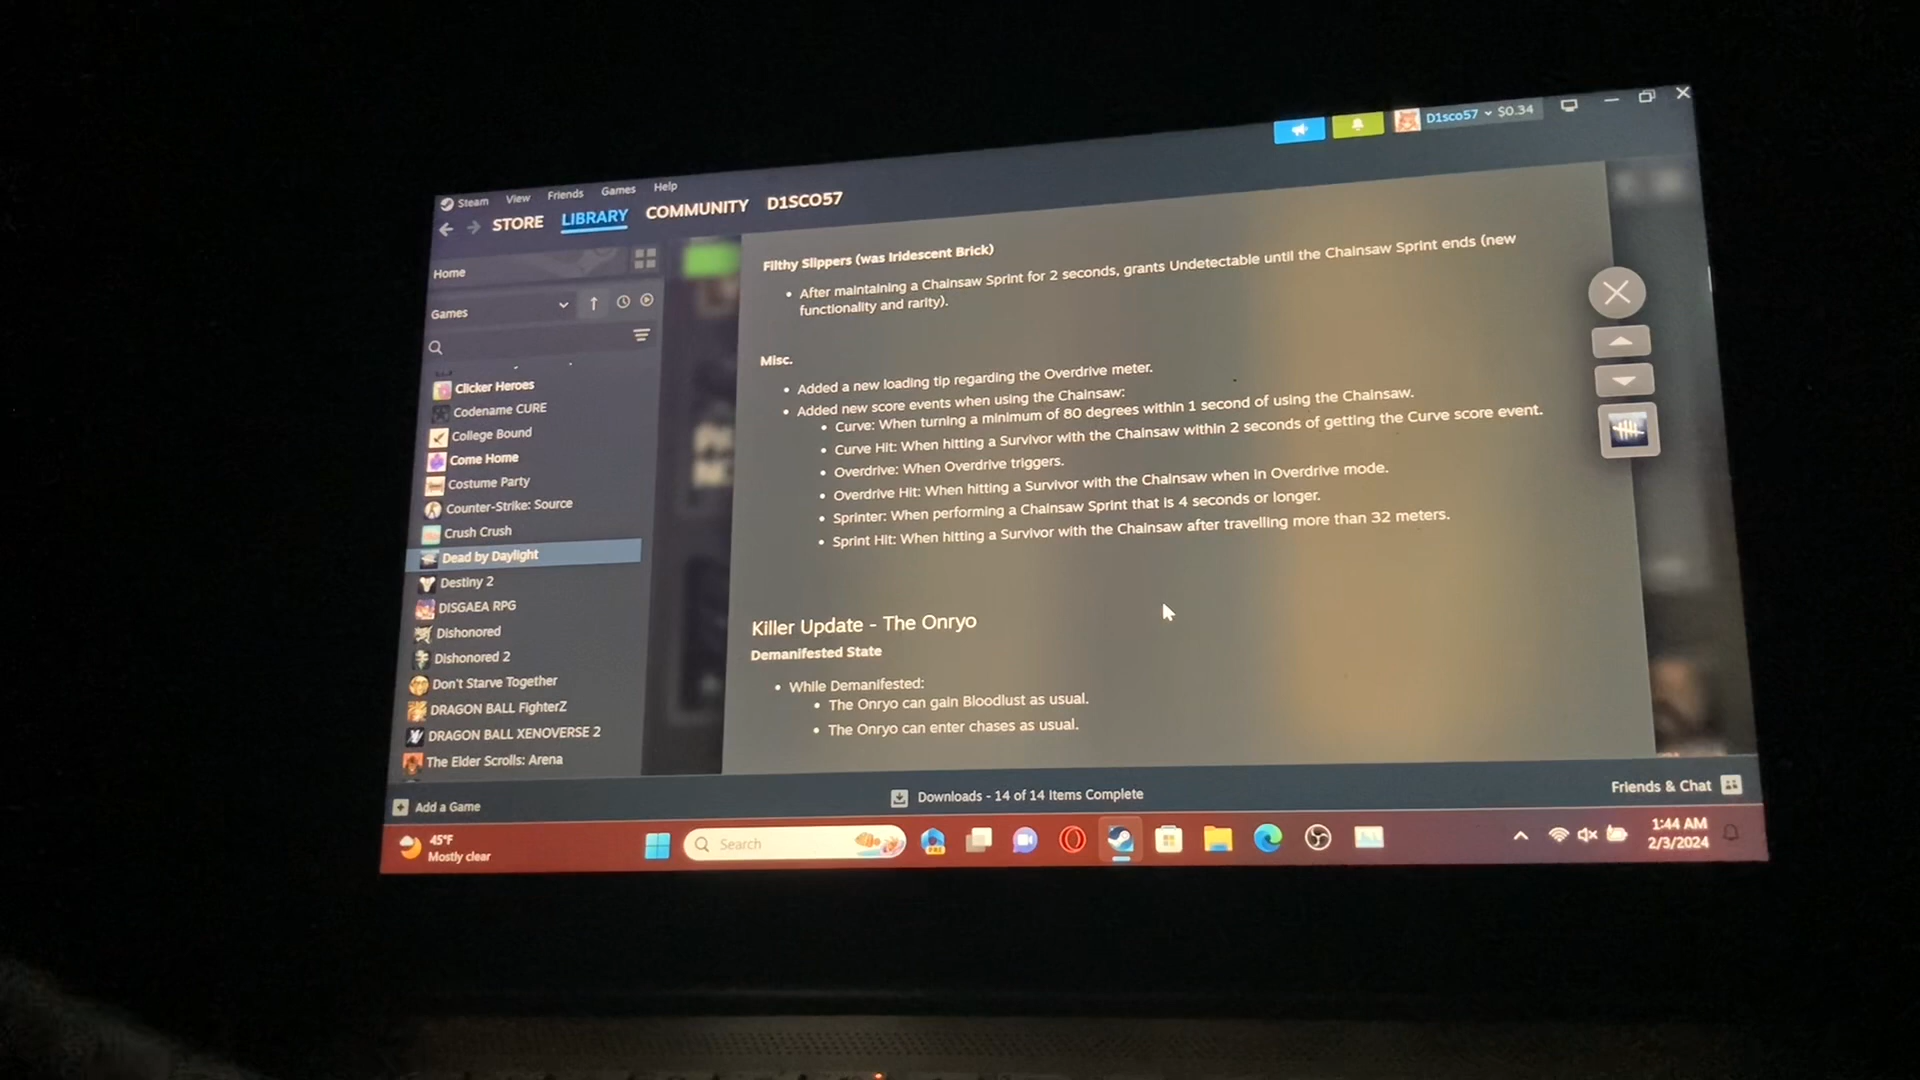 D1sco57 $0.34
Steam View Friends Games Help
STORE LIBRARY COMMUNITY D1SCO57
Home
Games
Clicker Heroes
Codename CURE
College Bound
Come Home
Costume Party
Counter-Strike: Source
Crush Crush
Dead by Daylight
Destiny 2
DISGAEA RPG
Dishonored
Dishonored 2
Don't Starve Together
DRAGON BALL FighterZ
DRAGON BALL XENOVERSE 2
The Elder Scrolls: Arena
Filthy Slippers (was Iridescent Brick)
• After maintaining a Chainsaw Sprint for 2 seconds, grants Undetectable until the Chainsaw Sprint ends (new
functionality and rarity).
Misc.
• Added a new loading tip regarding the Overdrive meter.
• Added new score events when using the Chainsaw:
• Curve: When turning a minimum of 80 degrees within 1 second of using the Chainsaw.
• Curve Hit: When hitting a Survivor with the Chainsaw within 2 seconds of getting the Curve score event.
• Overdrive: When Overdrive triggers.
• Overdrive Hit: When hitting a Survivor with the Chainsaw when in Overdrive mode.
• Sprinter: When performing a Chainsaw Sprint that is 4 seconds or longer.
• Sprint Hit: When hitting a Survivor with the Chainsaw after travelling more than 32 meters.
Killer Update - The Onryo
Demanifested State
• While Demanifested:
• The Onryo can gain Bloodlust as usual.
• The Onryo can enter chases as usual.
Add a Game
Downloads - 14 of 14 Items Complete
Friends & Chat
45°F
Mostly clear
Search
1:44 AM
2/3/2024